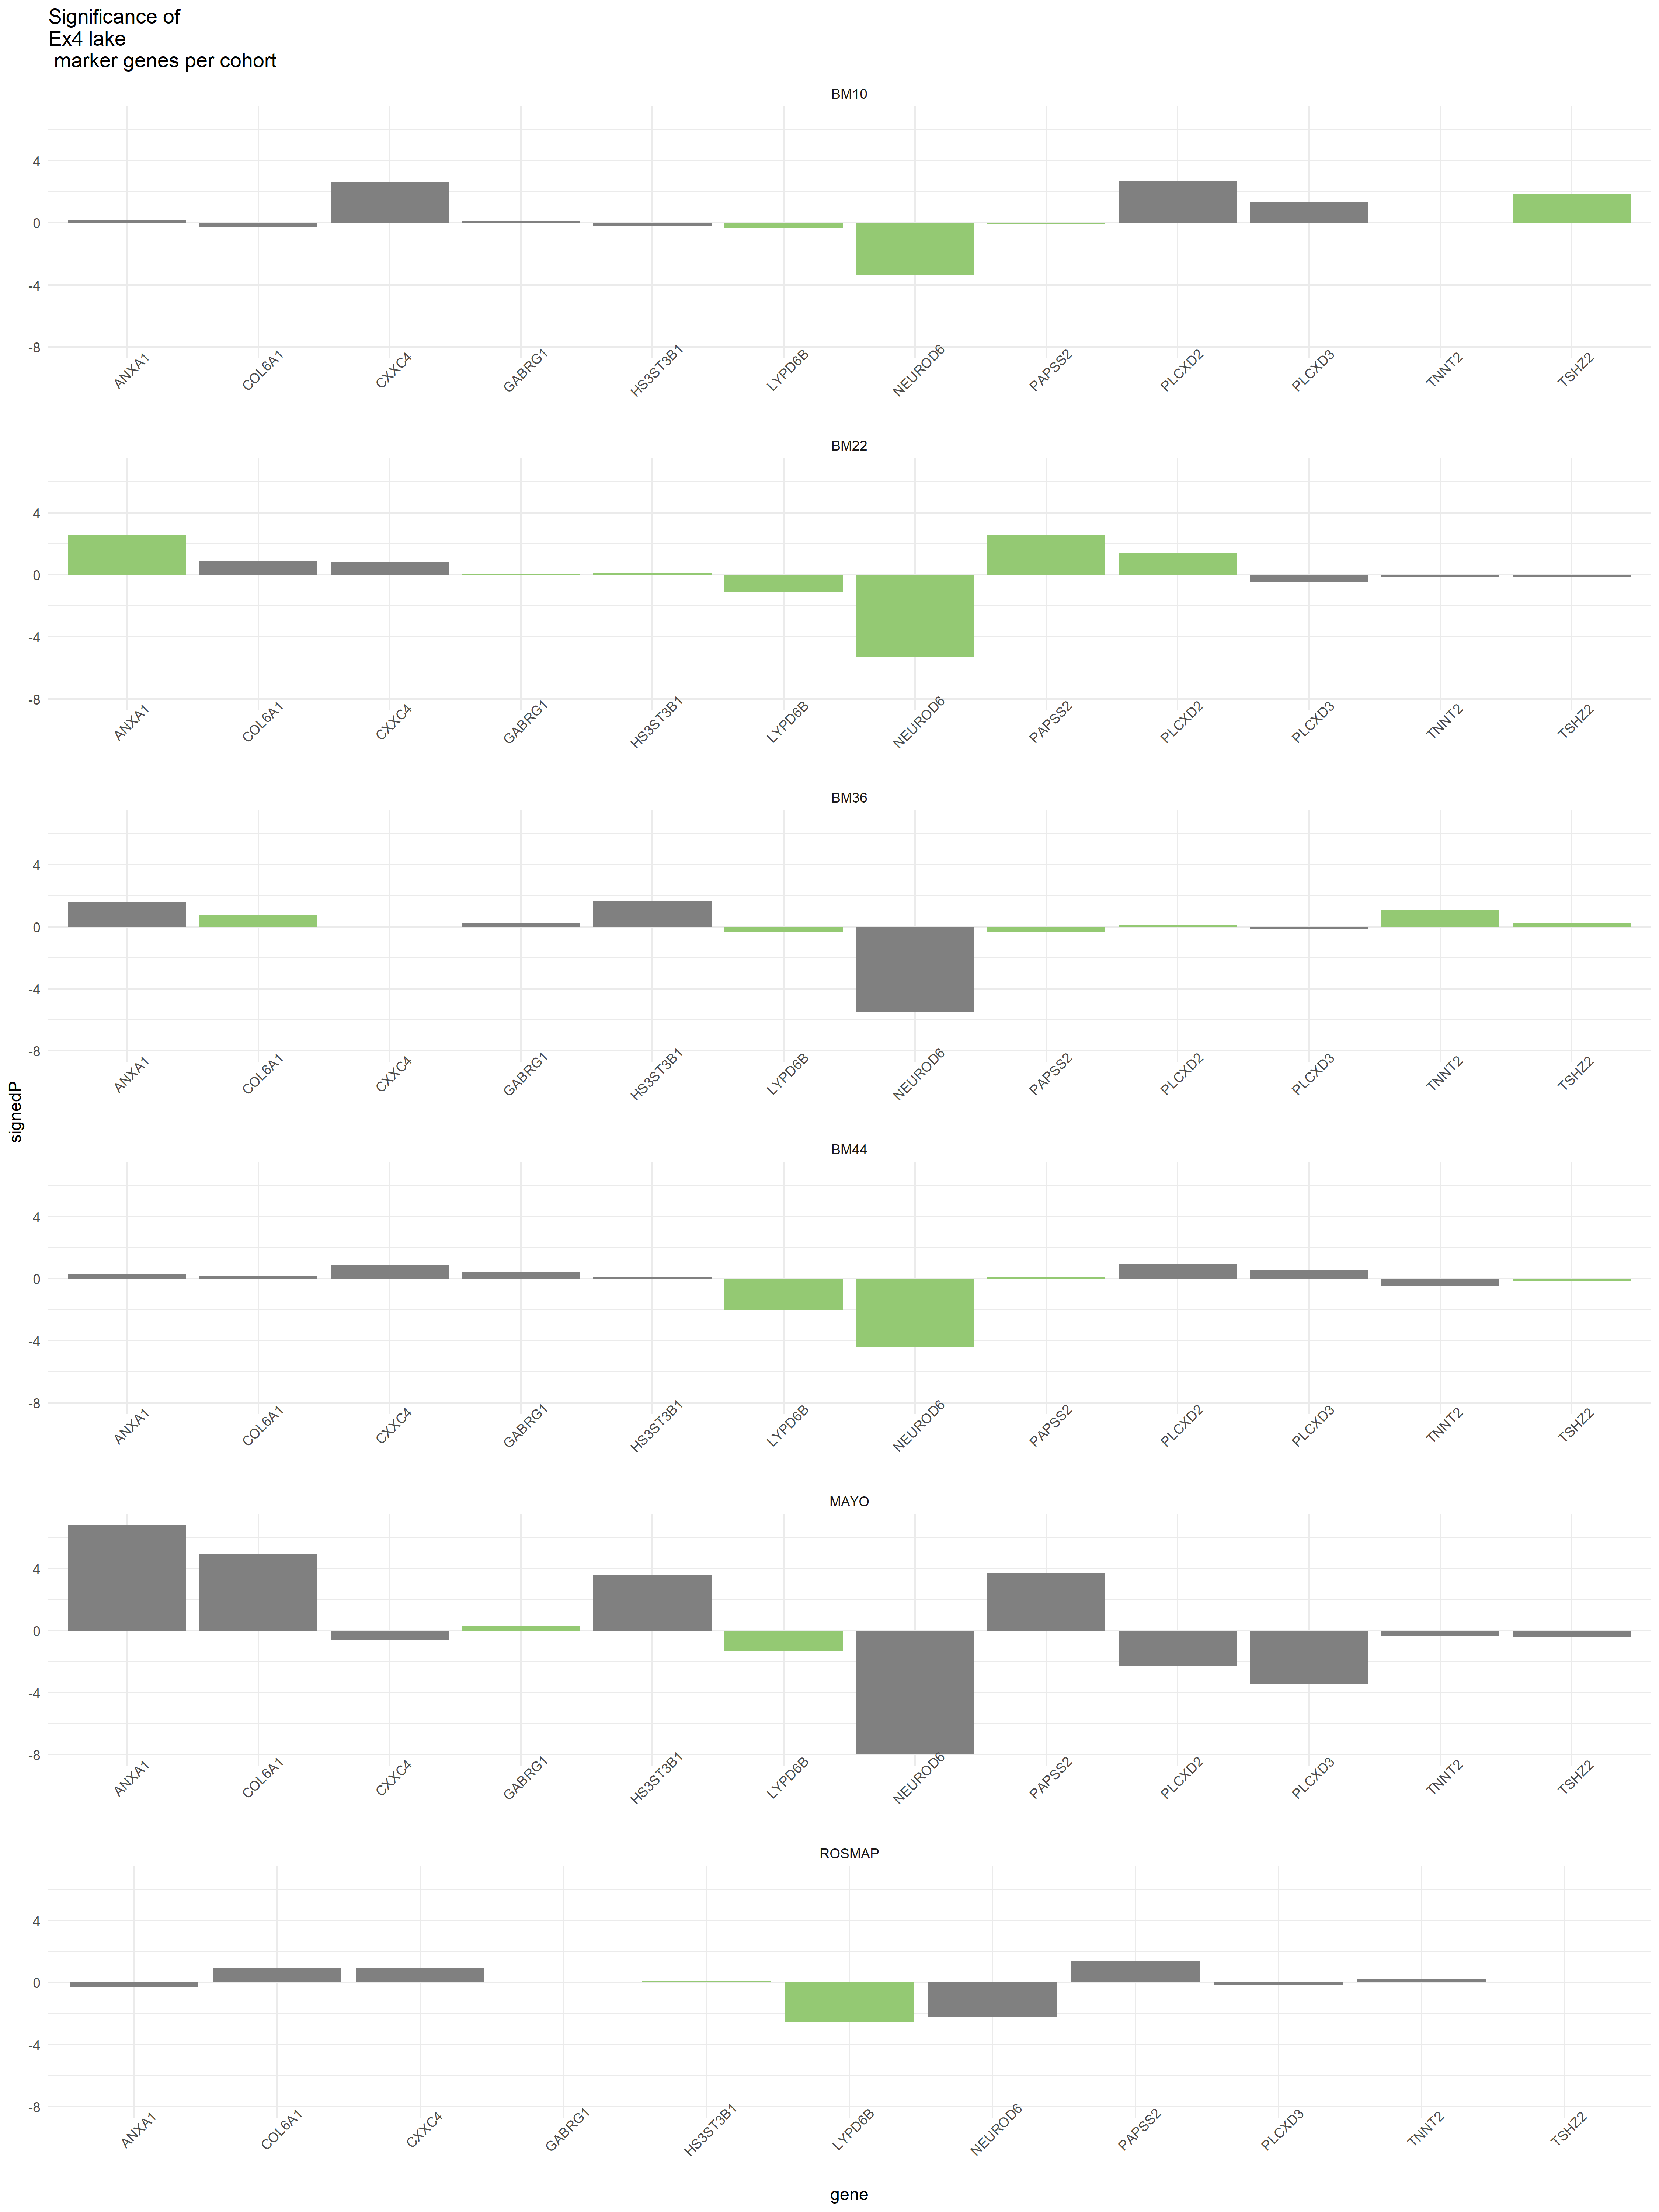 Significance of
Ex4 lake
marker genes per cohort
BM10
4
0
-4
-8
ANXA1 COL6A1 CXXC4 GABRG1 HS3ST3B1 LYPD6B NEUROD6 PAPSS2 PLCXD2 PLCXD3 TNNT2 TSHZ2
BM22
4
0
-4
-8
ANXA1 COL6A1 CXXC4 GABRG1 HS3ST3B1 LYPD6B NEUROD6 PAPSS2 PLCXD2 PLCXD3 TNNT2 TSHZ2
BM36
4
0
-4
-8
ANXA1 COL6A1 CXXC4 GABRG1 HS3ST3B1 LYPD6B NEUROD6 PAPSS2 PLCXD2 PLCXD3 TNNT2 TSHZ2
signedP
BM44
4
0
-4
-8
ANXA1 COL6A1 CXXC4 GABRG1 HS3ST3B1 LYPD6B NEUROD6 PAPSS2 PLCXD2 PLCXD3 TNNT2 TSHZ2
MAYO
4
0
-4
-8
ANXA1 COL6A1 CXXC4 GABRG1 HS3ST3B1 LYPD6B NEUROD6 PAPSS2 PLCXD2 PLCXD3 TNNT2 TSHZ2
ROSMAP
4
0
-4
-8
ANXA1 COL6A1 CXXC4 GABRG1 HS3ST3B1 LYPD6B NEUROD6 PAPSS2 PLCXD3 TNNT2 TSHZ2
gene